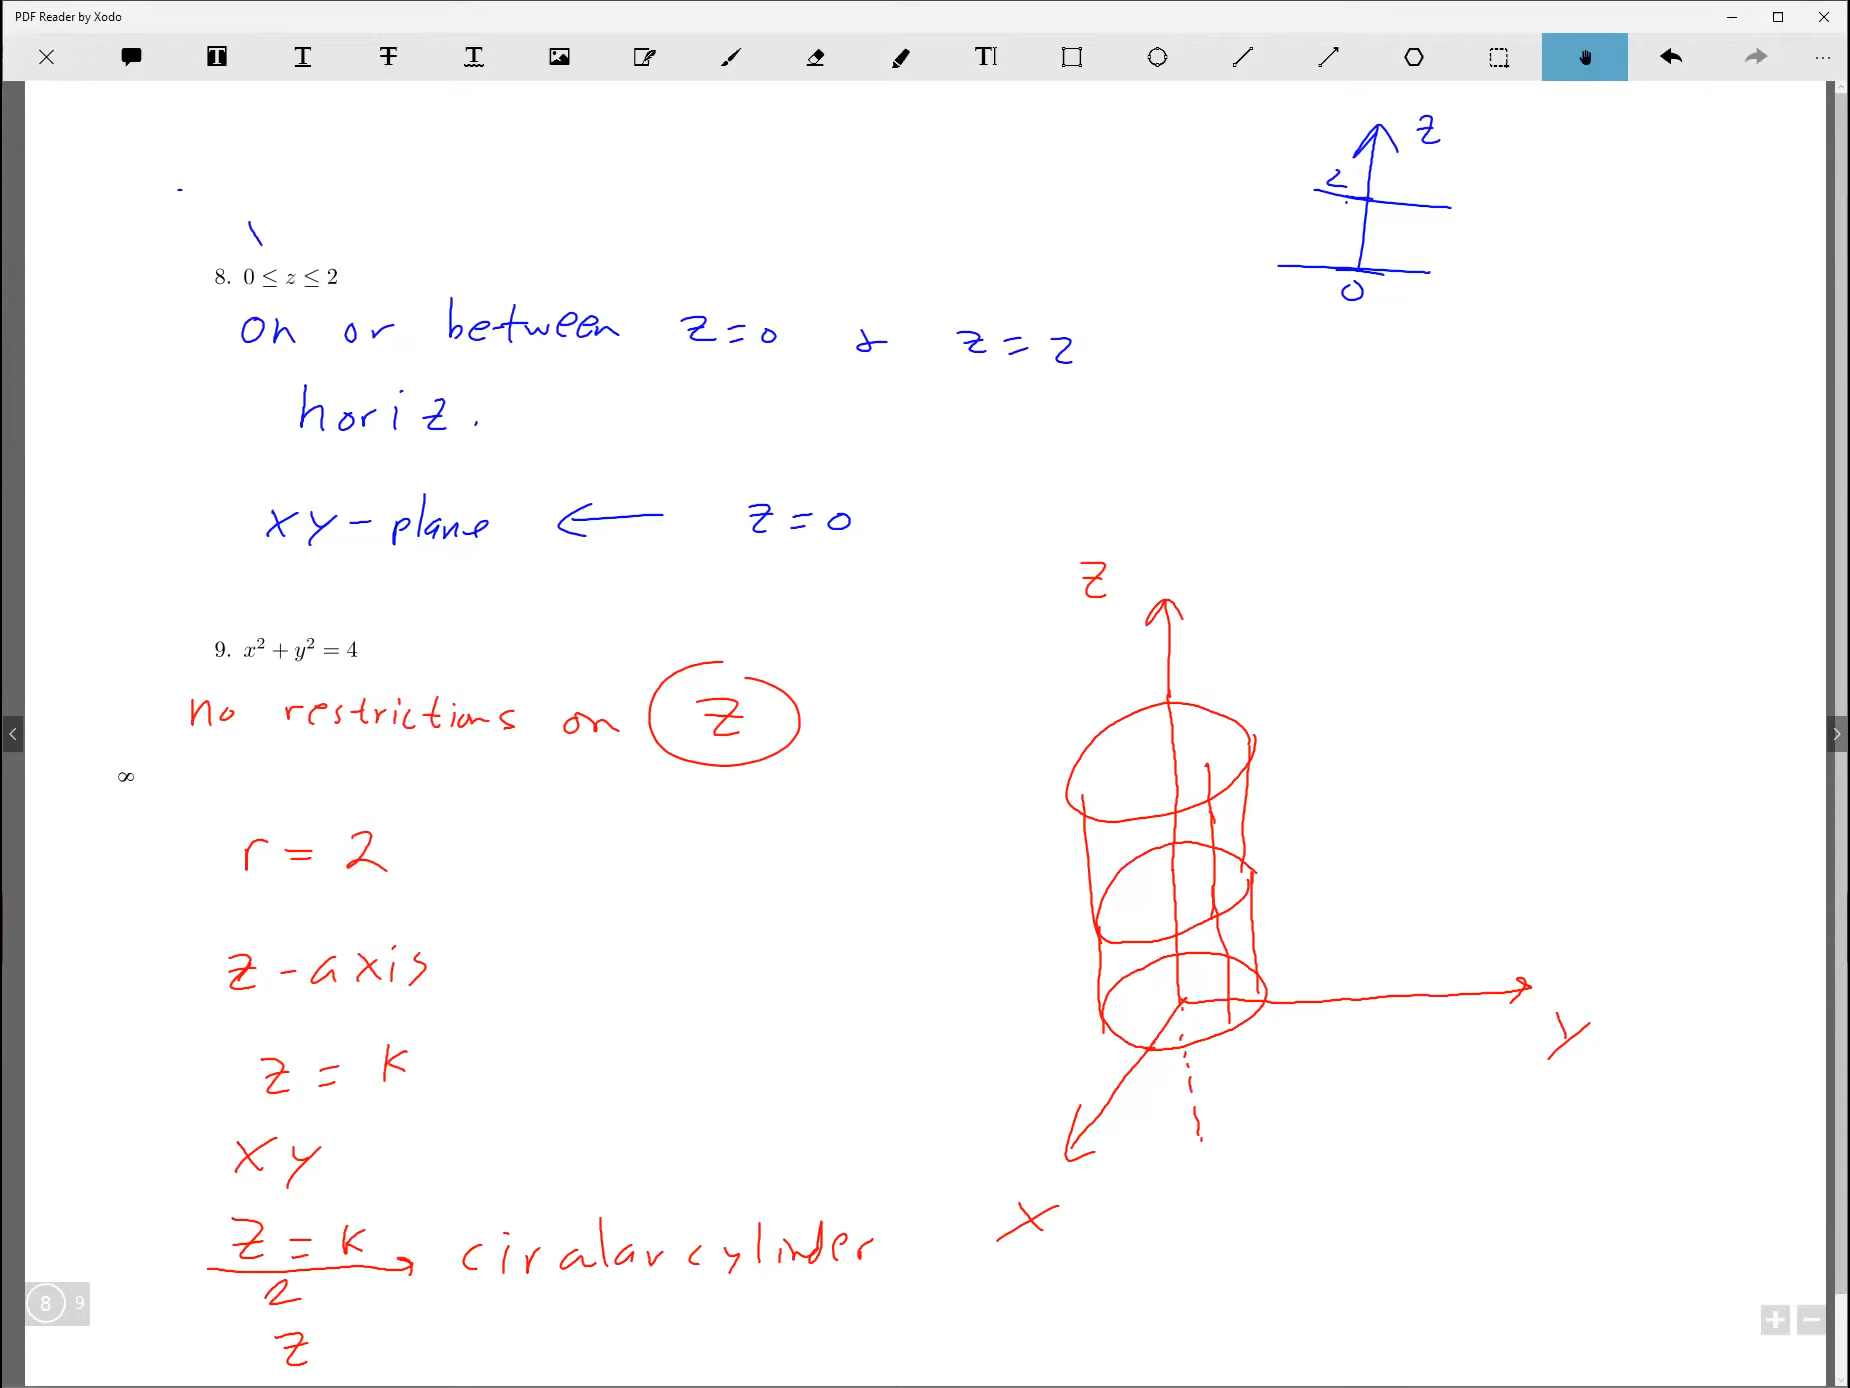 PDF Reader by Xodo
z
2
0
8. 0 ≤ z ≤ 2
on or between z=0 & z=2
horiz.
xy-plane ← z=0
z
9. x² + y² = 4
no restrictions on z
∞
r = 2
z-axis
y
z = k
xy
x
z = k → ciralar cylinder
2
z
8 9